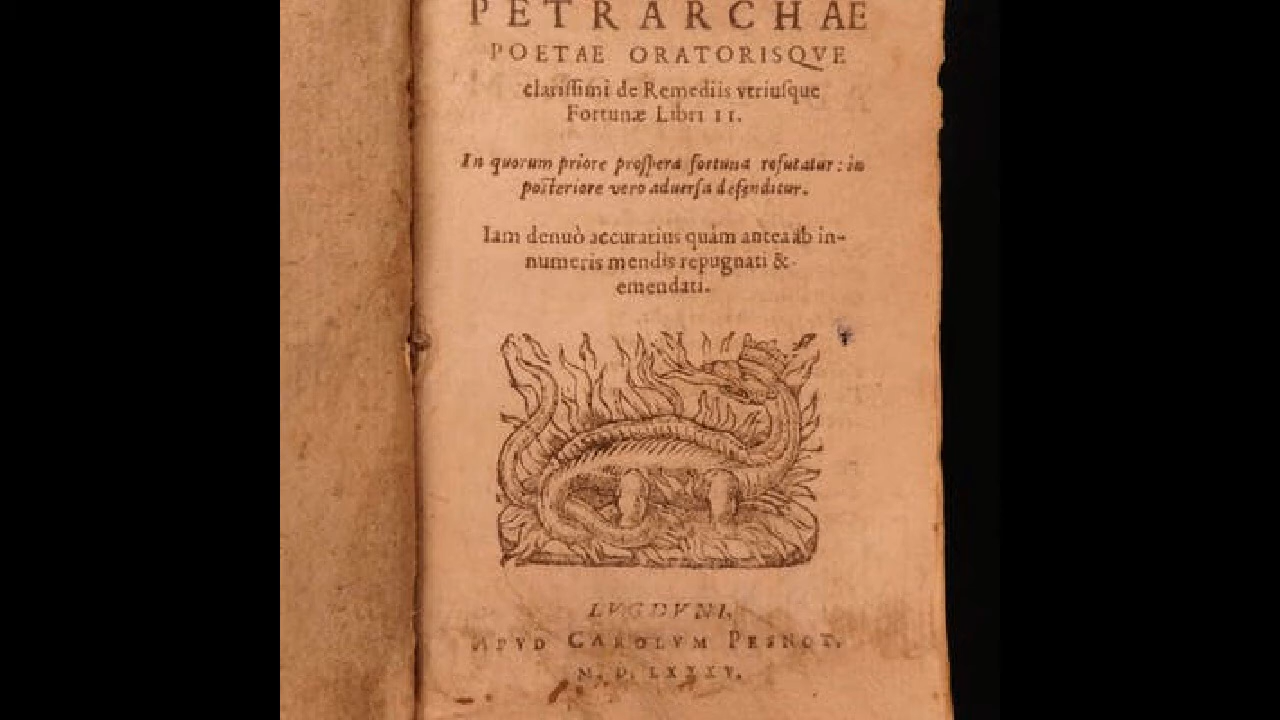 PETRARCHAE
POETAE ORATORISQVE
clarissimi de Remediis vtriusque
Fortunæ Libri II.
In quorum priore prospera fortuna refutatur: in
posteriore vero aduersa defenditur.
Iam denuò accuratius quàm antea ab in-
numeris mendis repugnati &
emendati.
LVGDVNI,
APVD CAROLVM PESNOT.
M. D. LXXXV.